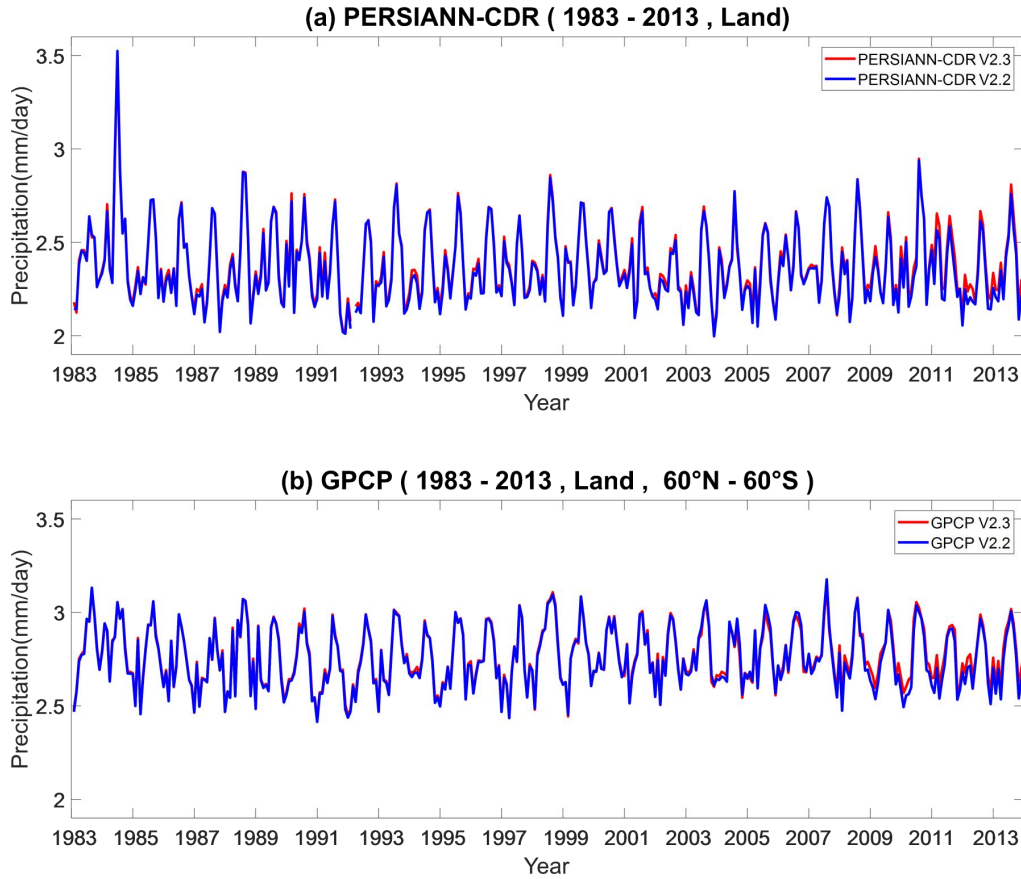 (a) PERSIANN-CDR ( 1983 - 2013 , Land)
Precipitation(mm/day)
3.5
3
2.5
2
PERSIANN-CDR V2.3
PERSIANN-CDR V2.2
1983 1985 1987 1989 1991 1993 1995 1997 1999 2001 2003 2005 2007 2009 2011 2013
Year
(b) GPCP ( 1983 - 2013 , Land , 60°N - 60°S )
Precipitation(mm/day)
3.5
3
2.5
2
GPCP V2.3
GPCP V2.2
1983 1985 1987 1989 1991 1993 1995 1997 1999 2001 2003 2005 2007 2009 2011 2013
Year